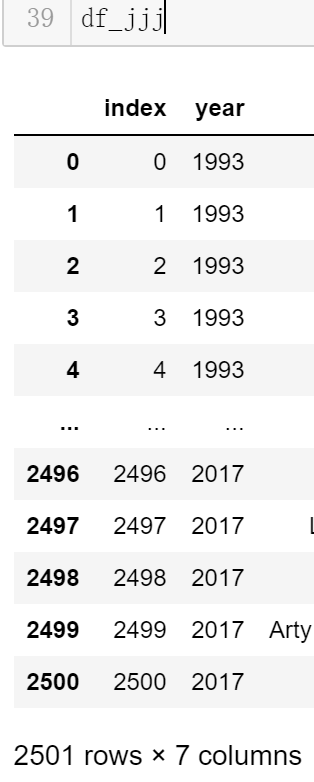 39 df_jjj
index year
0 0 1993
1 1 1993
2 2 1993
3 3 1993
4 4 1993
... ... ...
2496 2496 2017
2497 2497 2017
2498 2498 2017
2499 2499 2017 Arty
2500 2500 2017
2501 rows × 7 columns